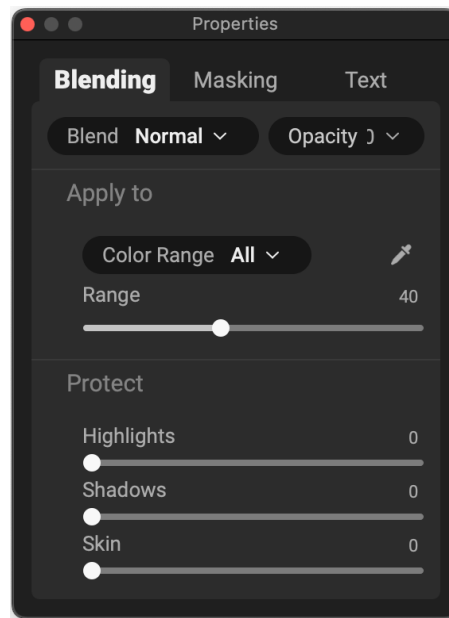 Properties
Blending Masking Text
Blend Normal Opacity
Apply to
Color Range All
Range 40
Protect
Highlights 0
Shadows 0
Skin 0